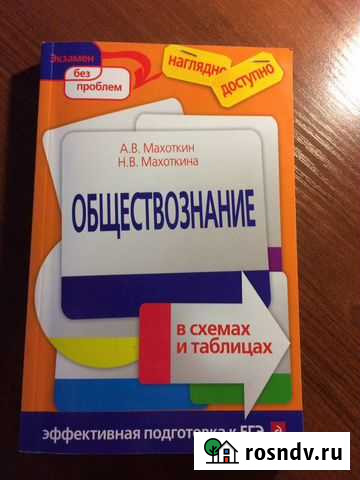 Экзамен
без
проблем
наглядно
доступно
А.В. Махоткин
Н.В. Махоткина
ОБЩЕСТВОЗНАНИЕ
в схемах
и таблицах
эффективная подготовка к ЕГЭ
rosndv.ru